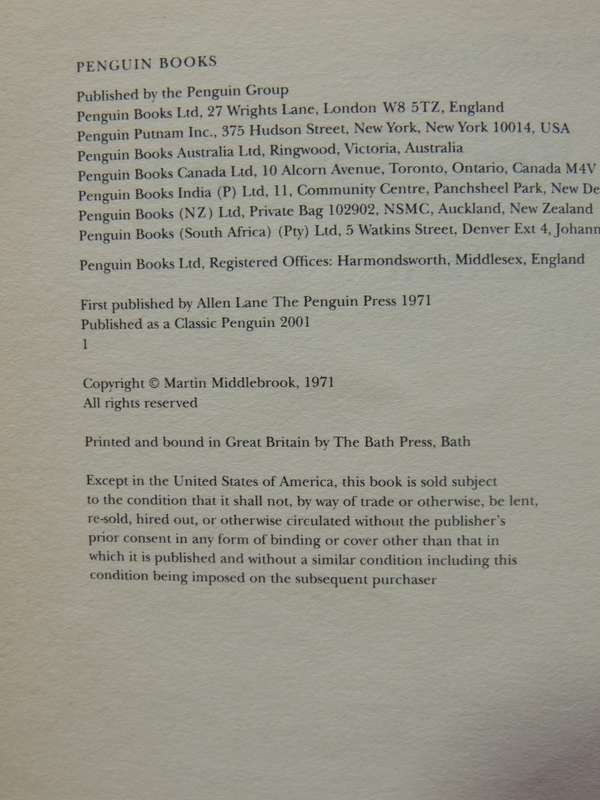 PENGUIN BOOKS
Published by the Penguin Group
Penguin Books Ltd, 27 Wrights Lane, London W8 5TZ, England
Penguin Putnam Inc., 375 Hudson Street, New York, New York 10014, USA
Penguin Books Australia Ltd, Ringwood, Victoria, Australia
Penguin Books Canada Ltd, 10 Alcorn Avenue, Toronto, Ontario, Canada M4V
Penguin Books India (P) Ltd, 11, Community Centre, Panchsheel Park, New De
Penguin Books (NZ) Ltd, Private Bag 102902, NSMC, Auckland, New Zealand
Penguin Books (South Africa) (Pty) Ltd, 5 Watkins Street, Denver Ext 4, Johann
Penguin Books Ltd, Registered Offices: Harmondsworth, Middlesex, England
First published by Allen Lane The Penguin Press 1971
Published as a Classic Penguin 2001
1
Copyright © Martin Middlebrook, 1971
All rights reserved
Printed and bound in Great Britain by The Bath Press, Bath
Except in the United States of America, this book is sold subject
to the condition that it shall not, by way of trade or otherwise, be lent,
re-sold, hired out, or otherwise circulated without the publisher's
prior consent in any form of binding or cover other than that in
which it is published and without a similar condition including this
condition being imposed on the subsequent purchaser